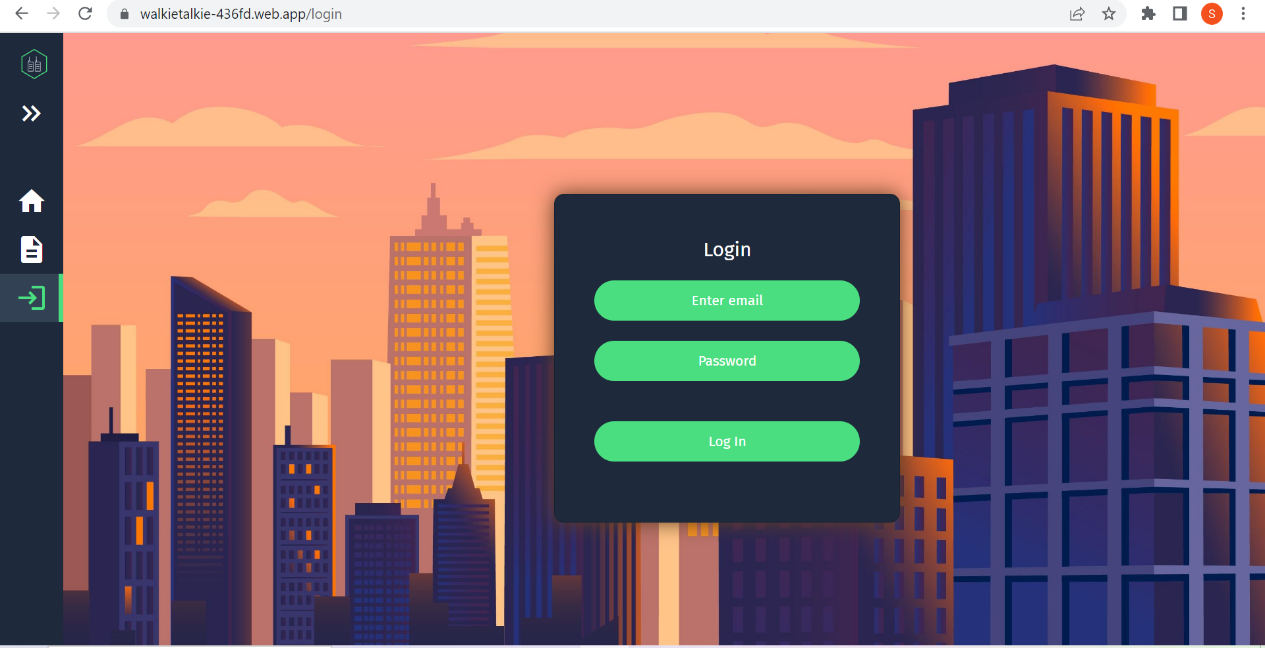 walkietalkie-436fd.web.app/login
S
Login
Enter email
Password
Log In